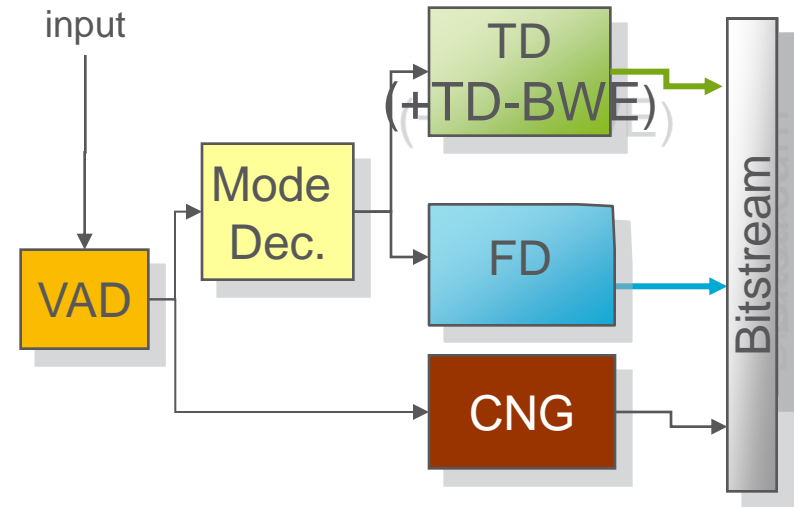 input
TD
(+TD-BWE)
Mode
Dec.
FD
VAD
CNG
Bitstream